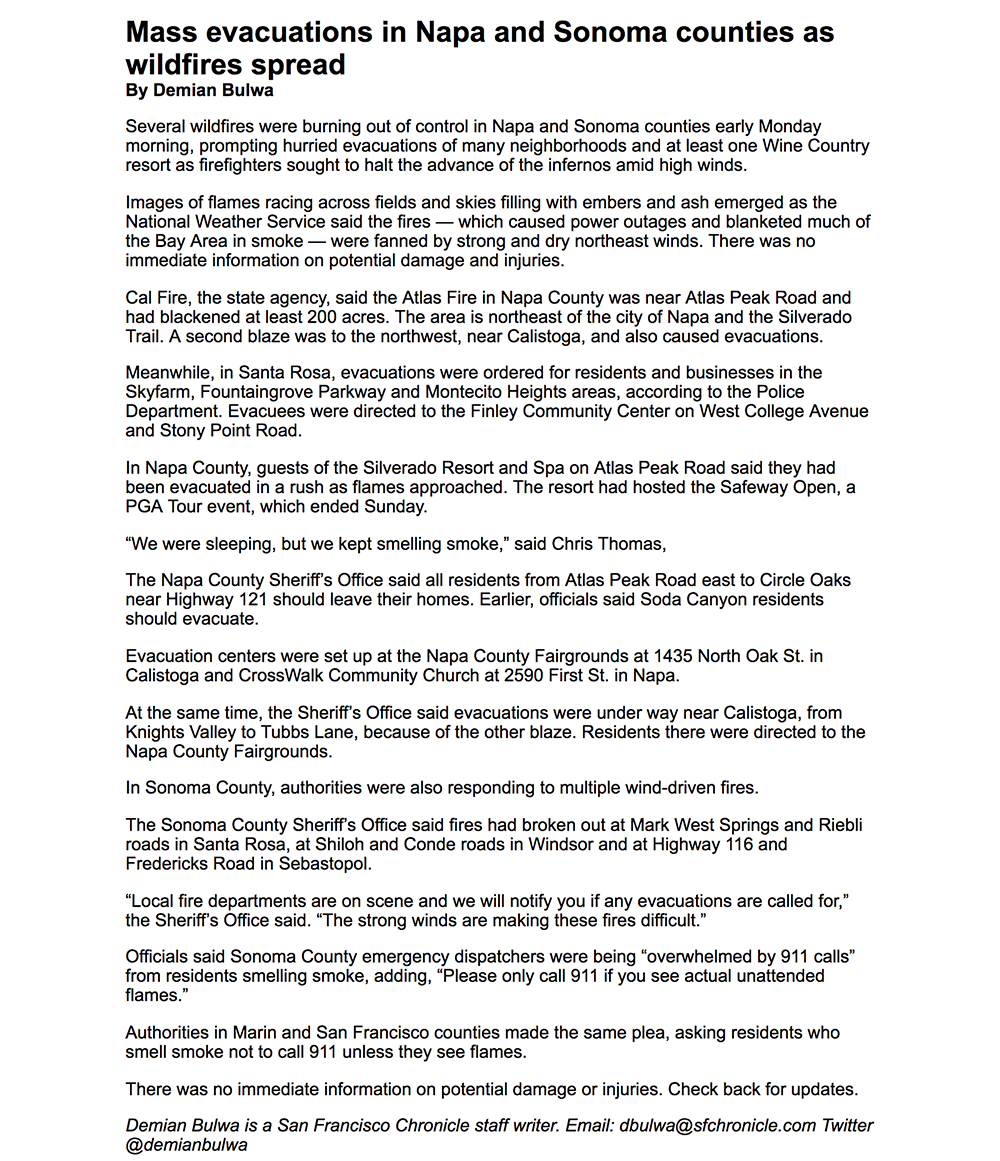 Mass evacuations in Napa and Sonoma counties as
wildfires spread
By Demian Bulwa
Several wildfires were burning out of control in Napa and Sonoma counties early Monday
morning, prompting hurried evacuations of many neighborhoods and at least one Wine Country
resort as firefighters sought to halt the advance of the infernos amid high winds.
Images of flames racing across fields and skies filling with embers and ash emerged as the
National Weather Service said the fires — which caused power outages and blanketed much of
the Bay Area in smoke — were fanned by strong and dry northeast winds. There was no
immediate information on potential damage and injuries.
Cal Fire, the state agency, said the Atlas Fire in Napa County was near Atlas Peak Road and
had blackened at least 200 acres. The area is northeast of the city of Napa and the Silverado
Trail. A second blaze was to the northwest, near Calistoga, and also caused evacuations.
Meanwhile, in Santa Rosa, evacuations were ordered for residents and businesses in the
Skyfarm, Fountaingrove Parkway and Montecito Heights areas, according to the Police
Department. Evacuees were directed to the Finley Community Center on West College Avenue
and Stony Point Road.
In Napa County, guests of the Silverado Resort and Spa on Atlas Peak Road said they had
been evacuated in a rush as flames approached. The resort had hosted the Safeway Open, a
PGA Tour event, which ended Sunday.
“We were sleeping, but we kept smelling smoke,” said Chris Thomas,
The Napa County Sheriff’s Office said all residents from Atlas Peak Road east to Circle Oaks
near Highway 121 should leave their homes. Earlier, officials said Soda Canyon residents
should evacuate.
Evacuation centers were set up at the Napa County Fairgrounds at 1435 North Oak St. in
Calistoga and CrossWalk Community Church at 2590 First St. in Napa.
At the same time, the Sheriff’s Office said evacuations were under way near Calistoga, from
Knights Valley to Tubbs Lane, because of the other blaze. Residents there were directed to the
Napa County Fairgrounds.
In Sonoma County, authorities were also responding to multiple wind-driven fires.
The Sonoma County Sheriff’s Office said fires had broken out at Mark West Springs and Riebli
roads in Santa Rosa, at Shiloh and Conde roads in Windsor and at Highway 116 and
Fredericks Road in Sebastopol.
“Local fire departments are on scene and we will notify you if any evacuations are called for,”
the Sheriff’s Office said. “The strong winds are making these fires difficult.”
Officials said Sonoma County emergency dispatchers were being “overwhelmed by 911 calls”
from residents smelling smoke, adding, “Please only call 911 if you see actual unattended
flames.”
Authorities in Marin and San Francisco counties made the same plea, asking residents who
smell smoke not to call 911 unless they see flames.
There was no immediate information on potential damage or injuries. Check back for updates.
Demian Bulwa is a San Francisco Chronicle staff writer. Email: dbulwa@sfchronicle.com Twitter
@demianbulwa